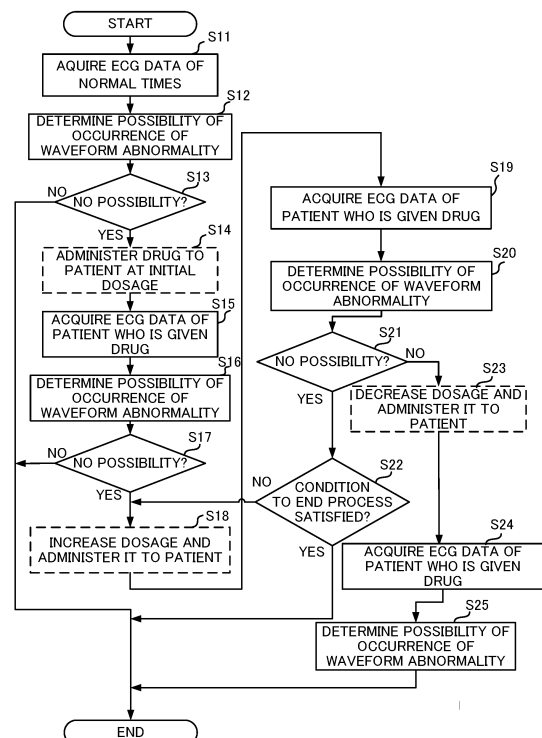 START
S11
AQUIRE ECG DATA OF
NORMAL TIMES
S12
DETERMINE POSSIBILITY OF
OCCURRENCE OF
WAVEFORM ABNORMALITY
S13
NO
NO POSSIBILITY?
YES
S14
ADMINISTER DRUG TO
PATIENT AT INITIAL
DOSAGE
S15
ACQUIRE ECG DATA OF
PATIENT WHO IS GIVEN
DRUG
S16
DETERMINE POSSIBILITY OF
OCCURRENCE OF
WAVEFORM ABNORMALITY
S17
NO
NO POSSIBILITY?
YES
S18
INCREASE DOSAGE AND
ADMINISTER IT TO PATIENT
S19
ACQUIRE ECG DATA OF
PATIENT WHO IS GIVEN DRUG
S20
DETERMINE POSSIBILITY OF
OCCURRENCE OF WAVEFORM
ABNORMALITY
S21
NO POSSIBILITY?
NO
YES
S23
DECREASE DOSAGE AND
ADMINISTER IT TO
PATIENT
S22
NO
CONDITION
TO END PROCESS
SATISFIED?
YES
S24
ACQUIRE ECG DATA OF
PATIENT WHO IS GIVEN
DRUG
S25
DETERMINE POSSIBILITY OF
OCCURRENCE OF
WAVEFORM ABNORMALITY
END